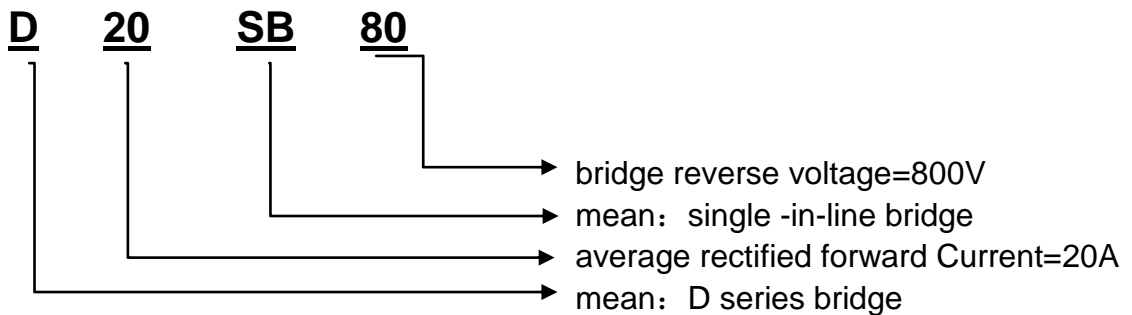 D 20 SB 80
bridge reverse voltage=800V
mean：single -in-line bridge
average rectified forward Current=20A
mean：D series bridge